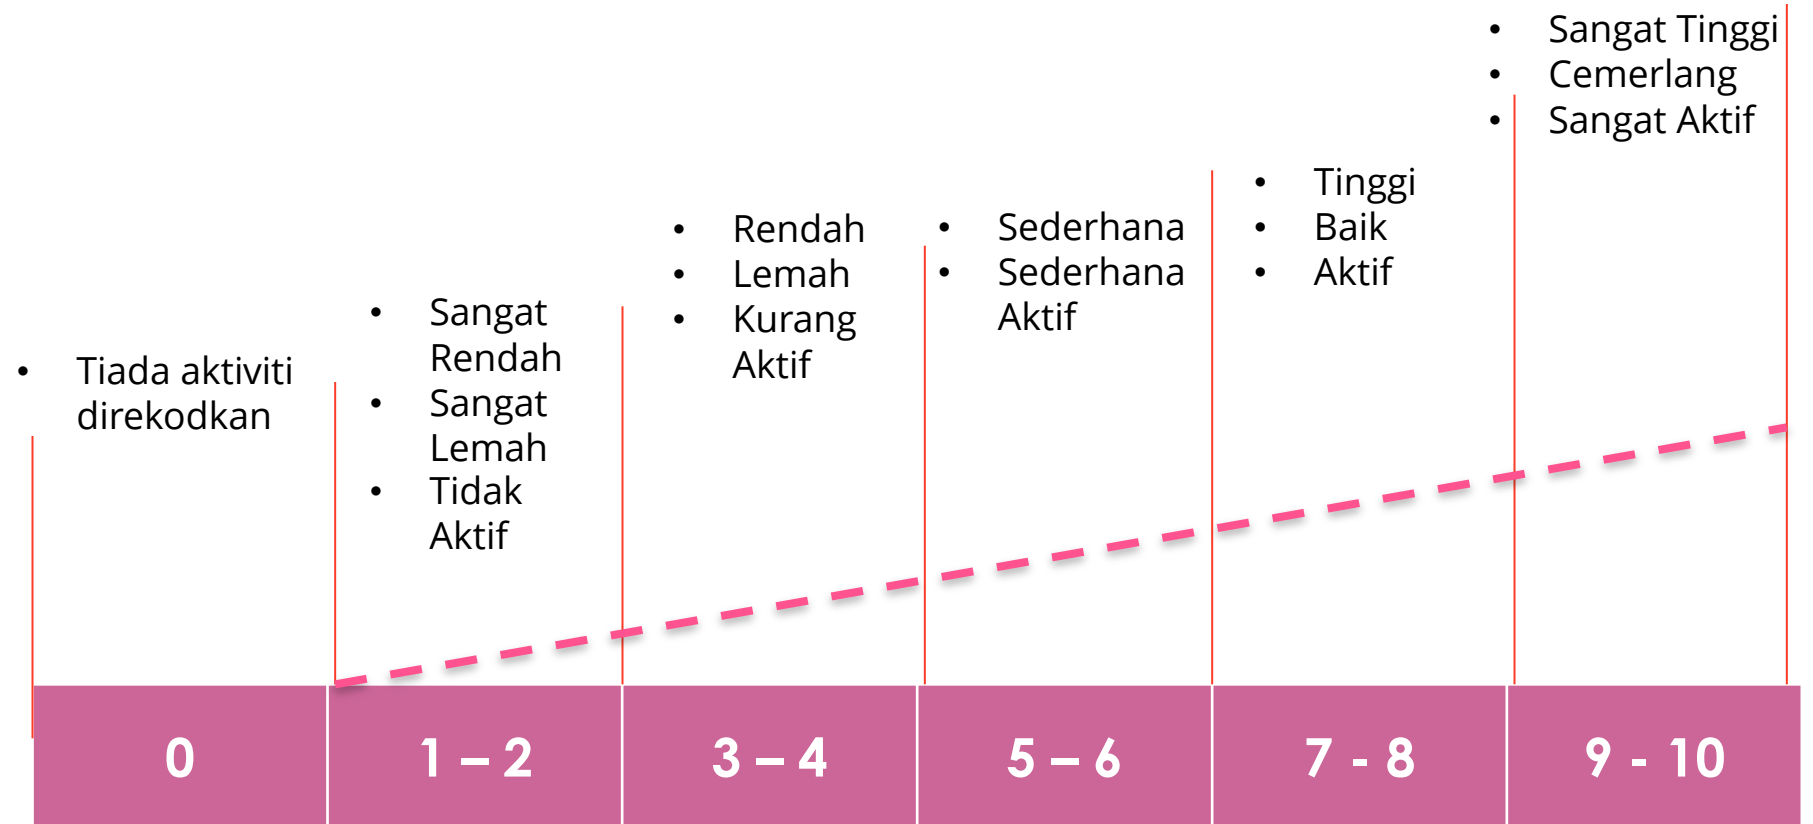 • Tiada aktiviti
direkodkan
• Sangat
Rendah
• Sangat
Lemah
• Tidak
Aktif
• Rendah
• Lemah
• Kurang
Aktif
• Sederhana
• Sederhana
Aktif
• Tinggi
• Baik
• Aktif
• Sangat Tinggi
• Cemerlang
• Sangat Aktif
0
1 – 2
3 – 4
5 – 6
7 - 8
9 - 10